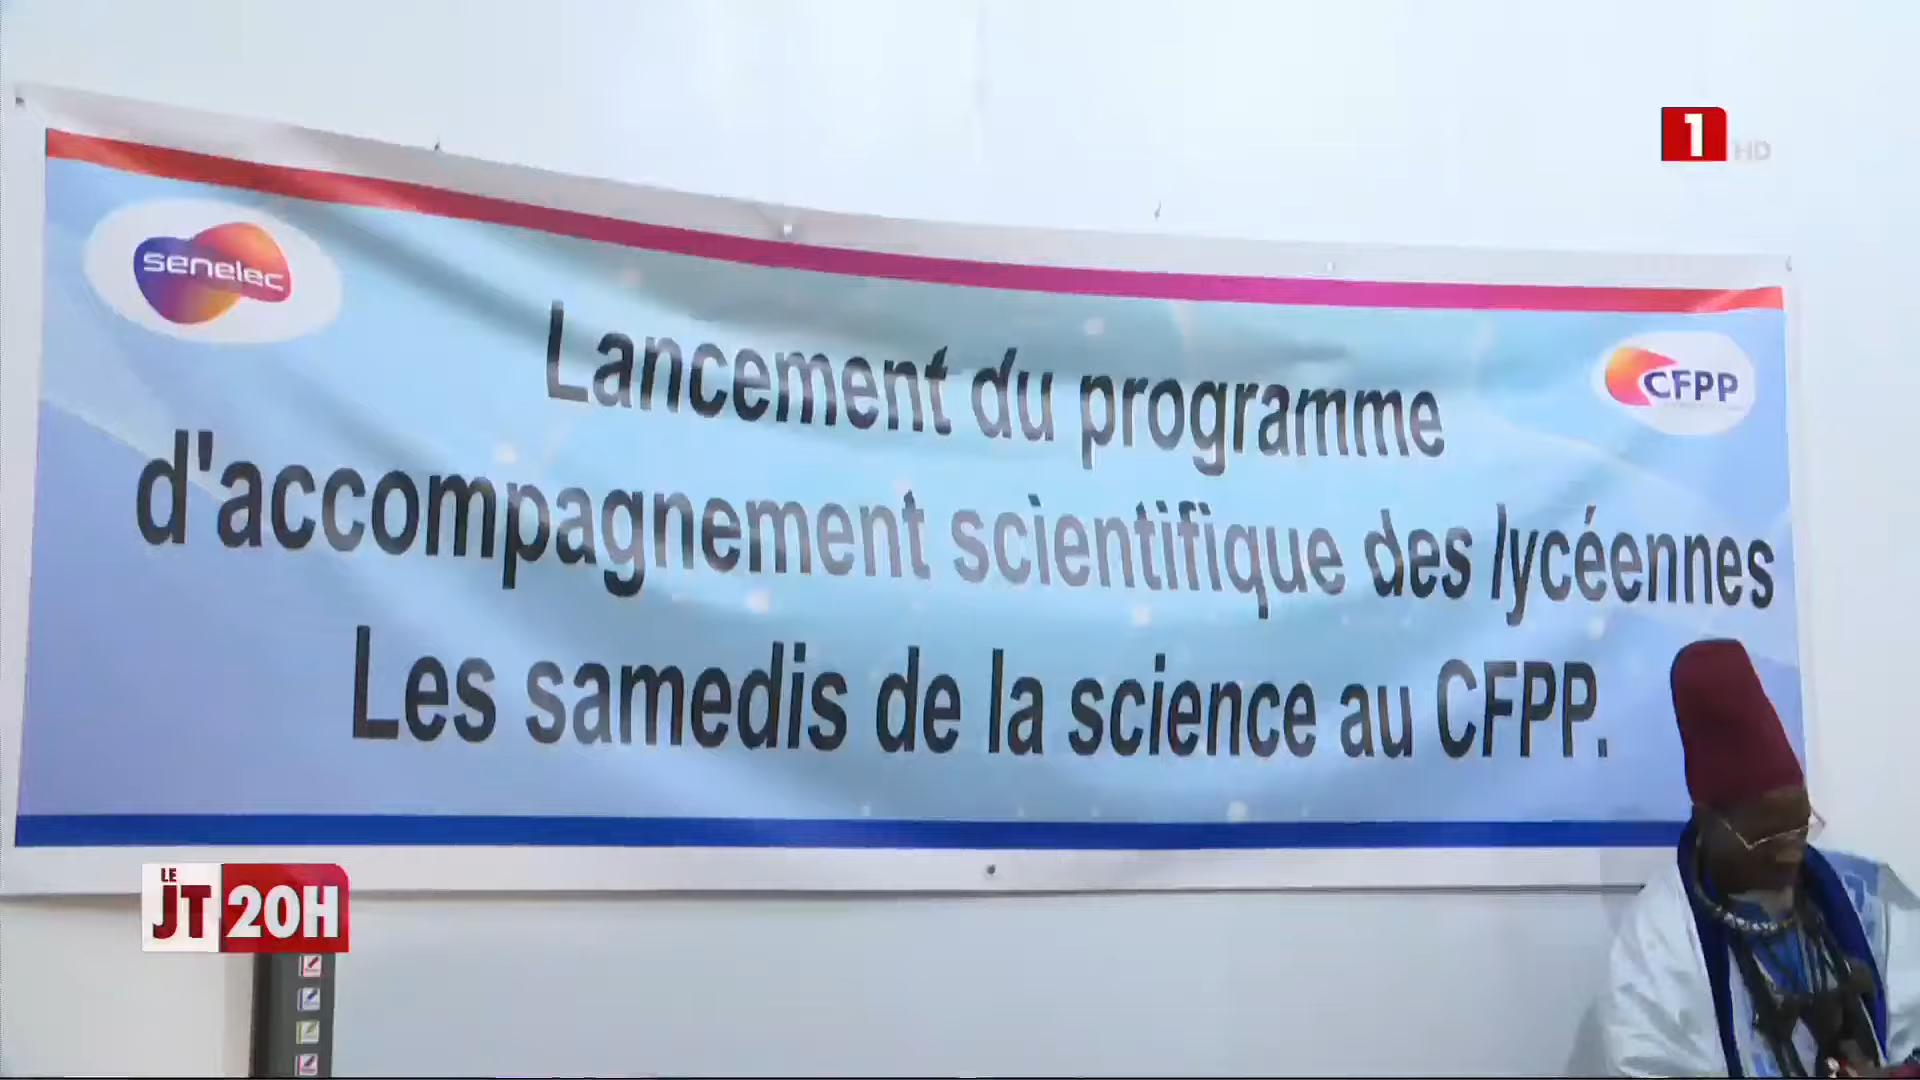 1 HD
senelec
CFPP
Lancement du programme
d'accompagnement scientifique des lycéennes
Les samedis de la science au CFPP.
LE
JT 20H